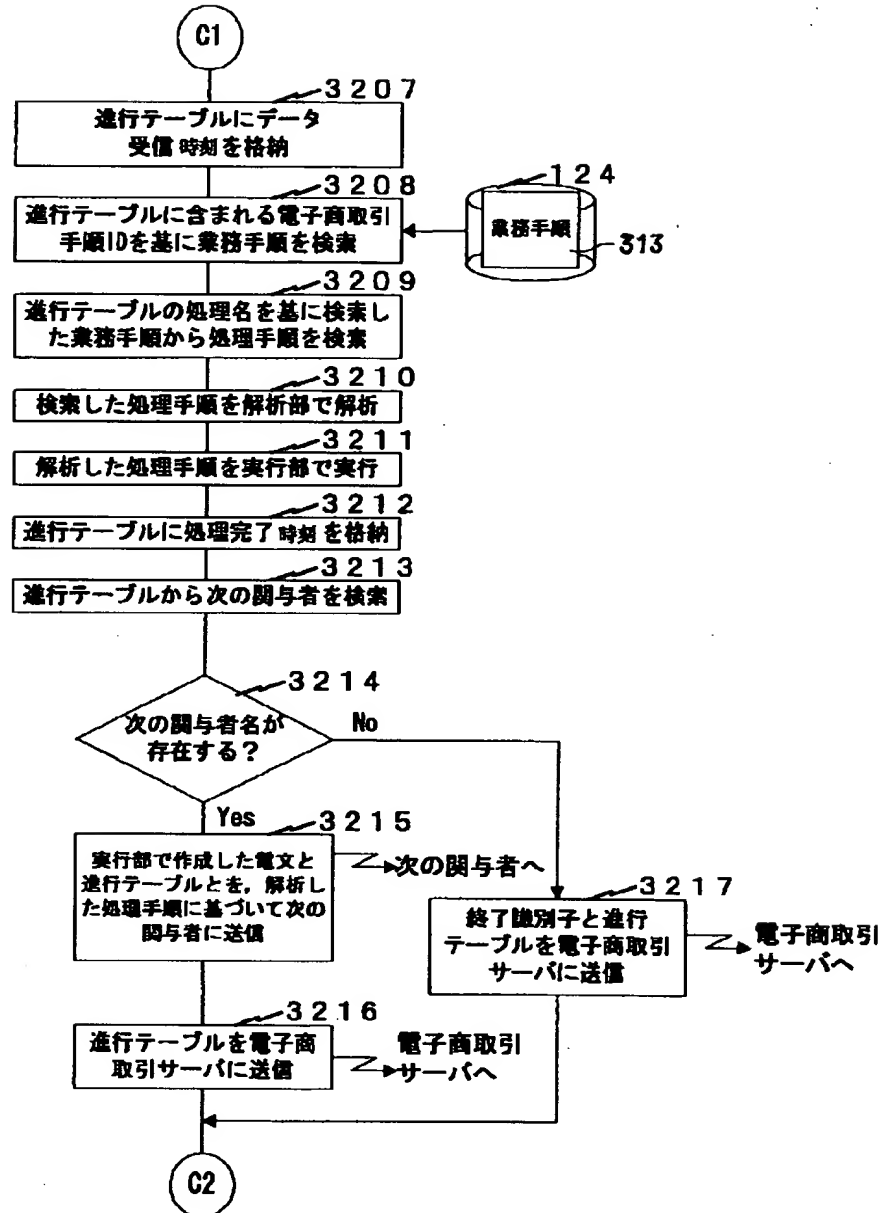 C1
3207
進行テーブルにデータ
受信時刻を格納
3208
進行テーブルに含まれる電子商取引
手順IDを基に業務手順を検索
124
業務手順
313
3209
進行テーブルの処理名を基に検索し
た業務手順から処理手順を検索
3210
検索した処理手順を解析部で解析
3211
解析した処理手順を実行部で実行
3212
進行テーブルに処理完了時刻を格納
3213
進行テーブルから次の関与者を検索
3214
次の関与者名が
存在する?
No
Yes
3215
実行部で作成した電文と
進行テーブルとを,解析し
た処理手順に基づいて次の
関与者に送信
次の関与者へ
3217
終了識別子と進行
テーブルを電子商取引
サーバに送信
電子商取引
サーバへ
3216
進行テーブルを電子商
取引サーバに送信
電子商取引
サーバへ
C2